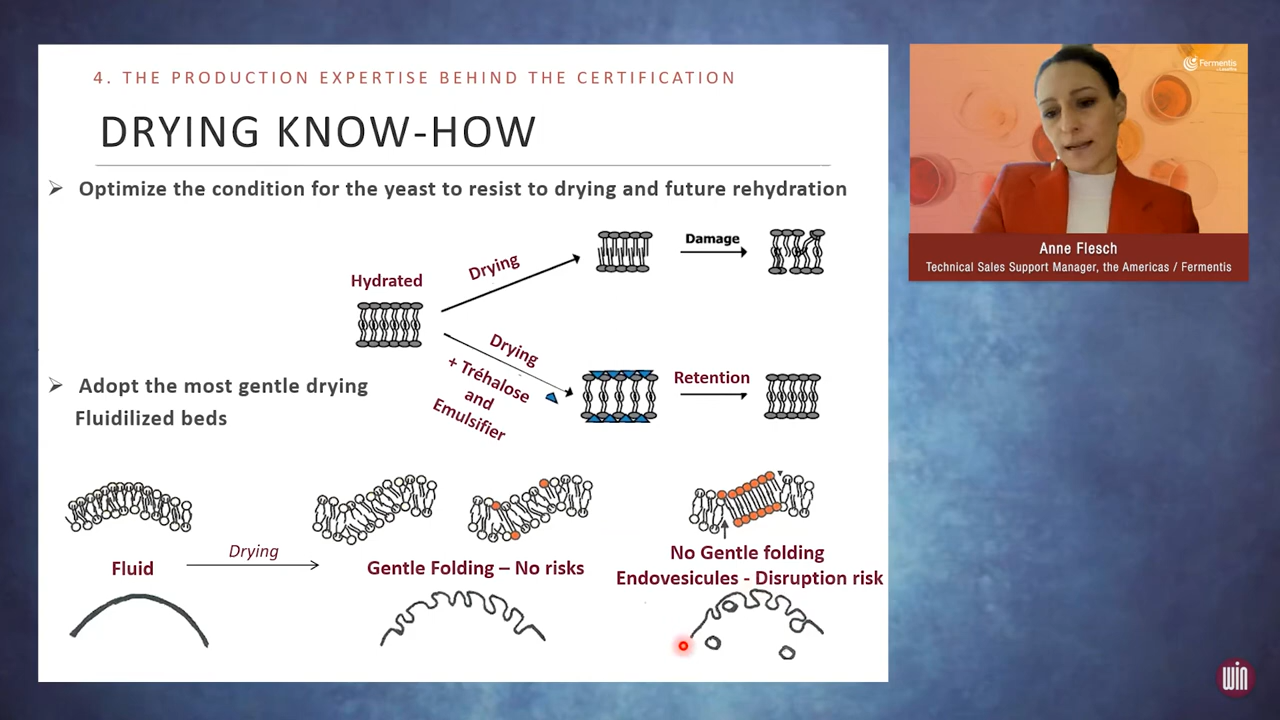 4. THE PRODUCTION EXPERTISE BEHIND THE CERTIFICATION
DRYING KNOW-HOW
Optimize the condition for the yeast to resist to drying and future rehydration
Hydrated
Drying
Damage
Drying
+ Tréhalose
and
Emulsifier
Retention
Adopt the most gentle drying
Fluidilized beds
Fluid
Drying
Gentle Folding – No risks
No Gentle folding
Endovesicules - Disruption risk
Fermentis
Anne Flesch
Technical Sales Support Manager, the Americas / Fermentis
win